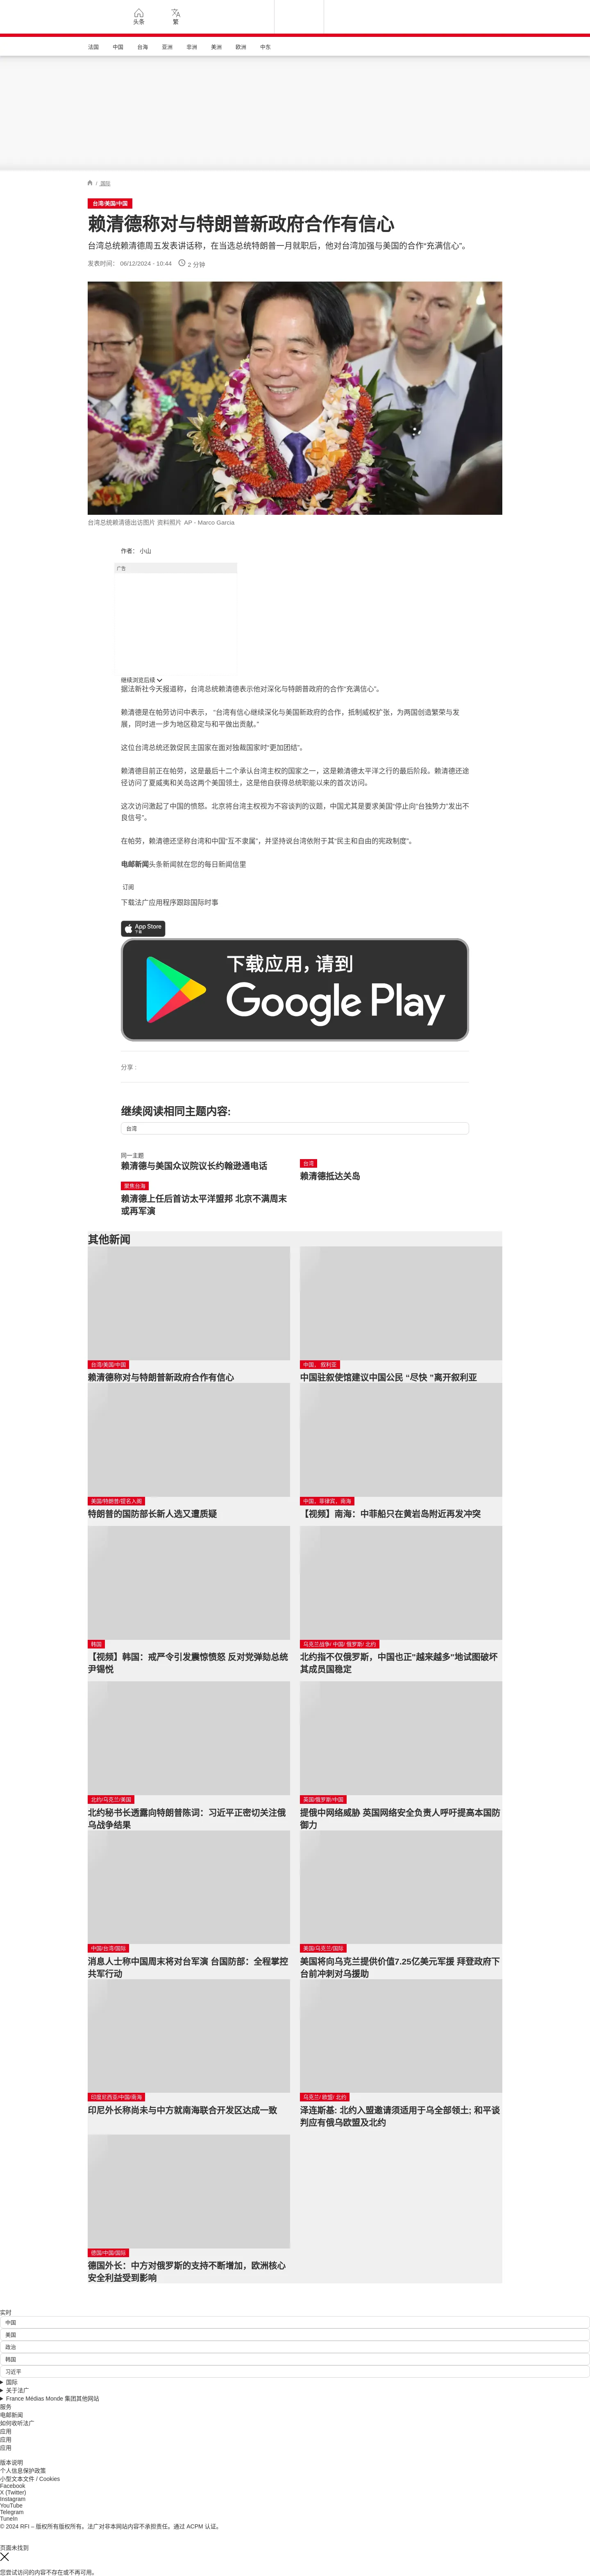 头条
繁
法国 中国 台海 亚洲 非洲 美洲 欧洲 中东
/ 国际
台湾/美国/中国
赖清德称对与特朗普新政府合作有信心
台湾总统赖清德周五发表讲话称，在当选总统特朗普一月就职后，他对台湾加强与美国的合作“充满信心”。
发表时间： 06/12/2024 - 10:44 2 分钟
台湾总统赖清德出访图片 资料照片 AP - Marco Garcia
作者： 小山
广告
继续浏览后续
据法新社今天报道称，台湾总统赖清德表示他对深化与特朗普政府的合作“充满信心”。
赖清德是在帕劳访问中表示， “台湾有信心继续深化与美国新政府的合作，抵制威权扩张，为两国创造繁荣与发
展，同时进一步为地区稳定与和平做出贡献。”
这位台湾总统还敦促民主国家在面对独裁国家时“更加团结”。
赖清德目前正在帕劳，这是最后十二个承认台湾主权的国家之一，这是赖清德太平洋之行的最后阶段。赖清德还途
径访问了夏威夷和关岛这两个美国领土，这是他自获得总统职能以来的首次访问。
这次访问激起了中国的愤怒。北京将台湾主权视为不容谈判的议题，中国尤其是要求美国“停止向“台独势力”发出不
良信号”。
在帕劳，赖清德还坚称台湾和中国“互不隶属”，并坚持说台湾依附于其“民主和自由的宪政制度”。
电邮新闻头条新闻就在您的每日新闻信里
订阅
下载法广应用程序跟踪国际时事
App Store
下载
下载应用，请到
Google Play
分享 :
继续阅读相同主题内容:
台湾
同一主题
赖清德与美国众议院议长约翰逊通电话
台湾
赖清德抵达关岛
聚焦台海
赖清德上任后首访太平洋盟邦 北京不满周末
或再军演
其他新闻
台湾/美国/中国
赖清德称对与特朗普新政府合作有信心
中国， 叙利亚
中国驻叙使馆建议中国公民 “尽快 ”离开叙利亚
美国/特朗普/提名入阁
特朗普的国防部长新人选又遭质疑
中国，菲律宾，南海
【视频】南海：中菲船只在黄岩岛附近再发冲突
韩国
【视频】韩国：戒严令引发震惊愤怒 反对党弹劾总统
尹锡悦
乌克兰战争/ 中国/ 俄罗斯/ 北约
北约指不仅俄罗斯，中国也正“越来越多”地试图破坏
其成员国稳定
北约/乌克兰/美国
北约秘书长透露向特朗普陈词：习近平正密切关注俄
乌战争结果
英国/俄罗斯/中国
提俄中网络威胁 英国网络安全负责人呼吁提高本国防
御力
中国/台湾/国际
消息人士称中国周末将对台军演 台国防部：全程掌控
共军行动
美国/乌克兰/国际
美国将向乌克兰提供价值7.25亿美元军援 拜登政府下
台前冲刺对乌援助
印度尼西亚/中国/南海
印尼外长称尚未与中方就南海联合开发区达成一致
乌克兰/ 欧盟/ 北约
泽连斯基: 北约入盟邀请须适用于乌全部领土; 和平谈
判应有俄乌欧盟及北约
德国/中国/国际
德国外长：中方对俄罗斯的支持不断增加，欧洲核心
安全利益受到影响
实时
中国
美国
政治
韩国
习近平
国际
关于法广
France Médias Monde 集团其他网站
服务
电邮新闻
如何收听法广
应用
应用
应用
版本说明
个人信息保护政策
小型文本文件 / Cookies
Facebook
X (Twitter)
Instagram
YouTube
Telegram
TuneIn
© 2024 RFI – 版权所有版权所有。法广对非本网站内容不承担责任。通过 ACPM 认证。
页面未找到
您尝试访问的内容不存在或不再可用。